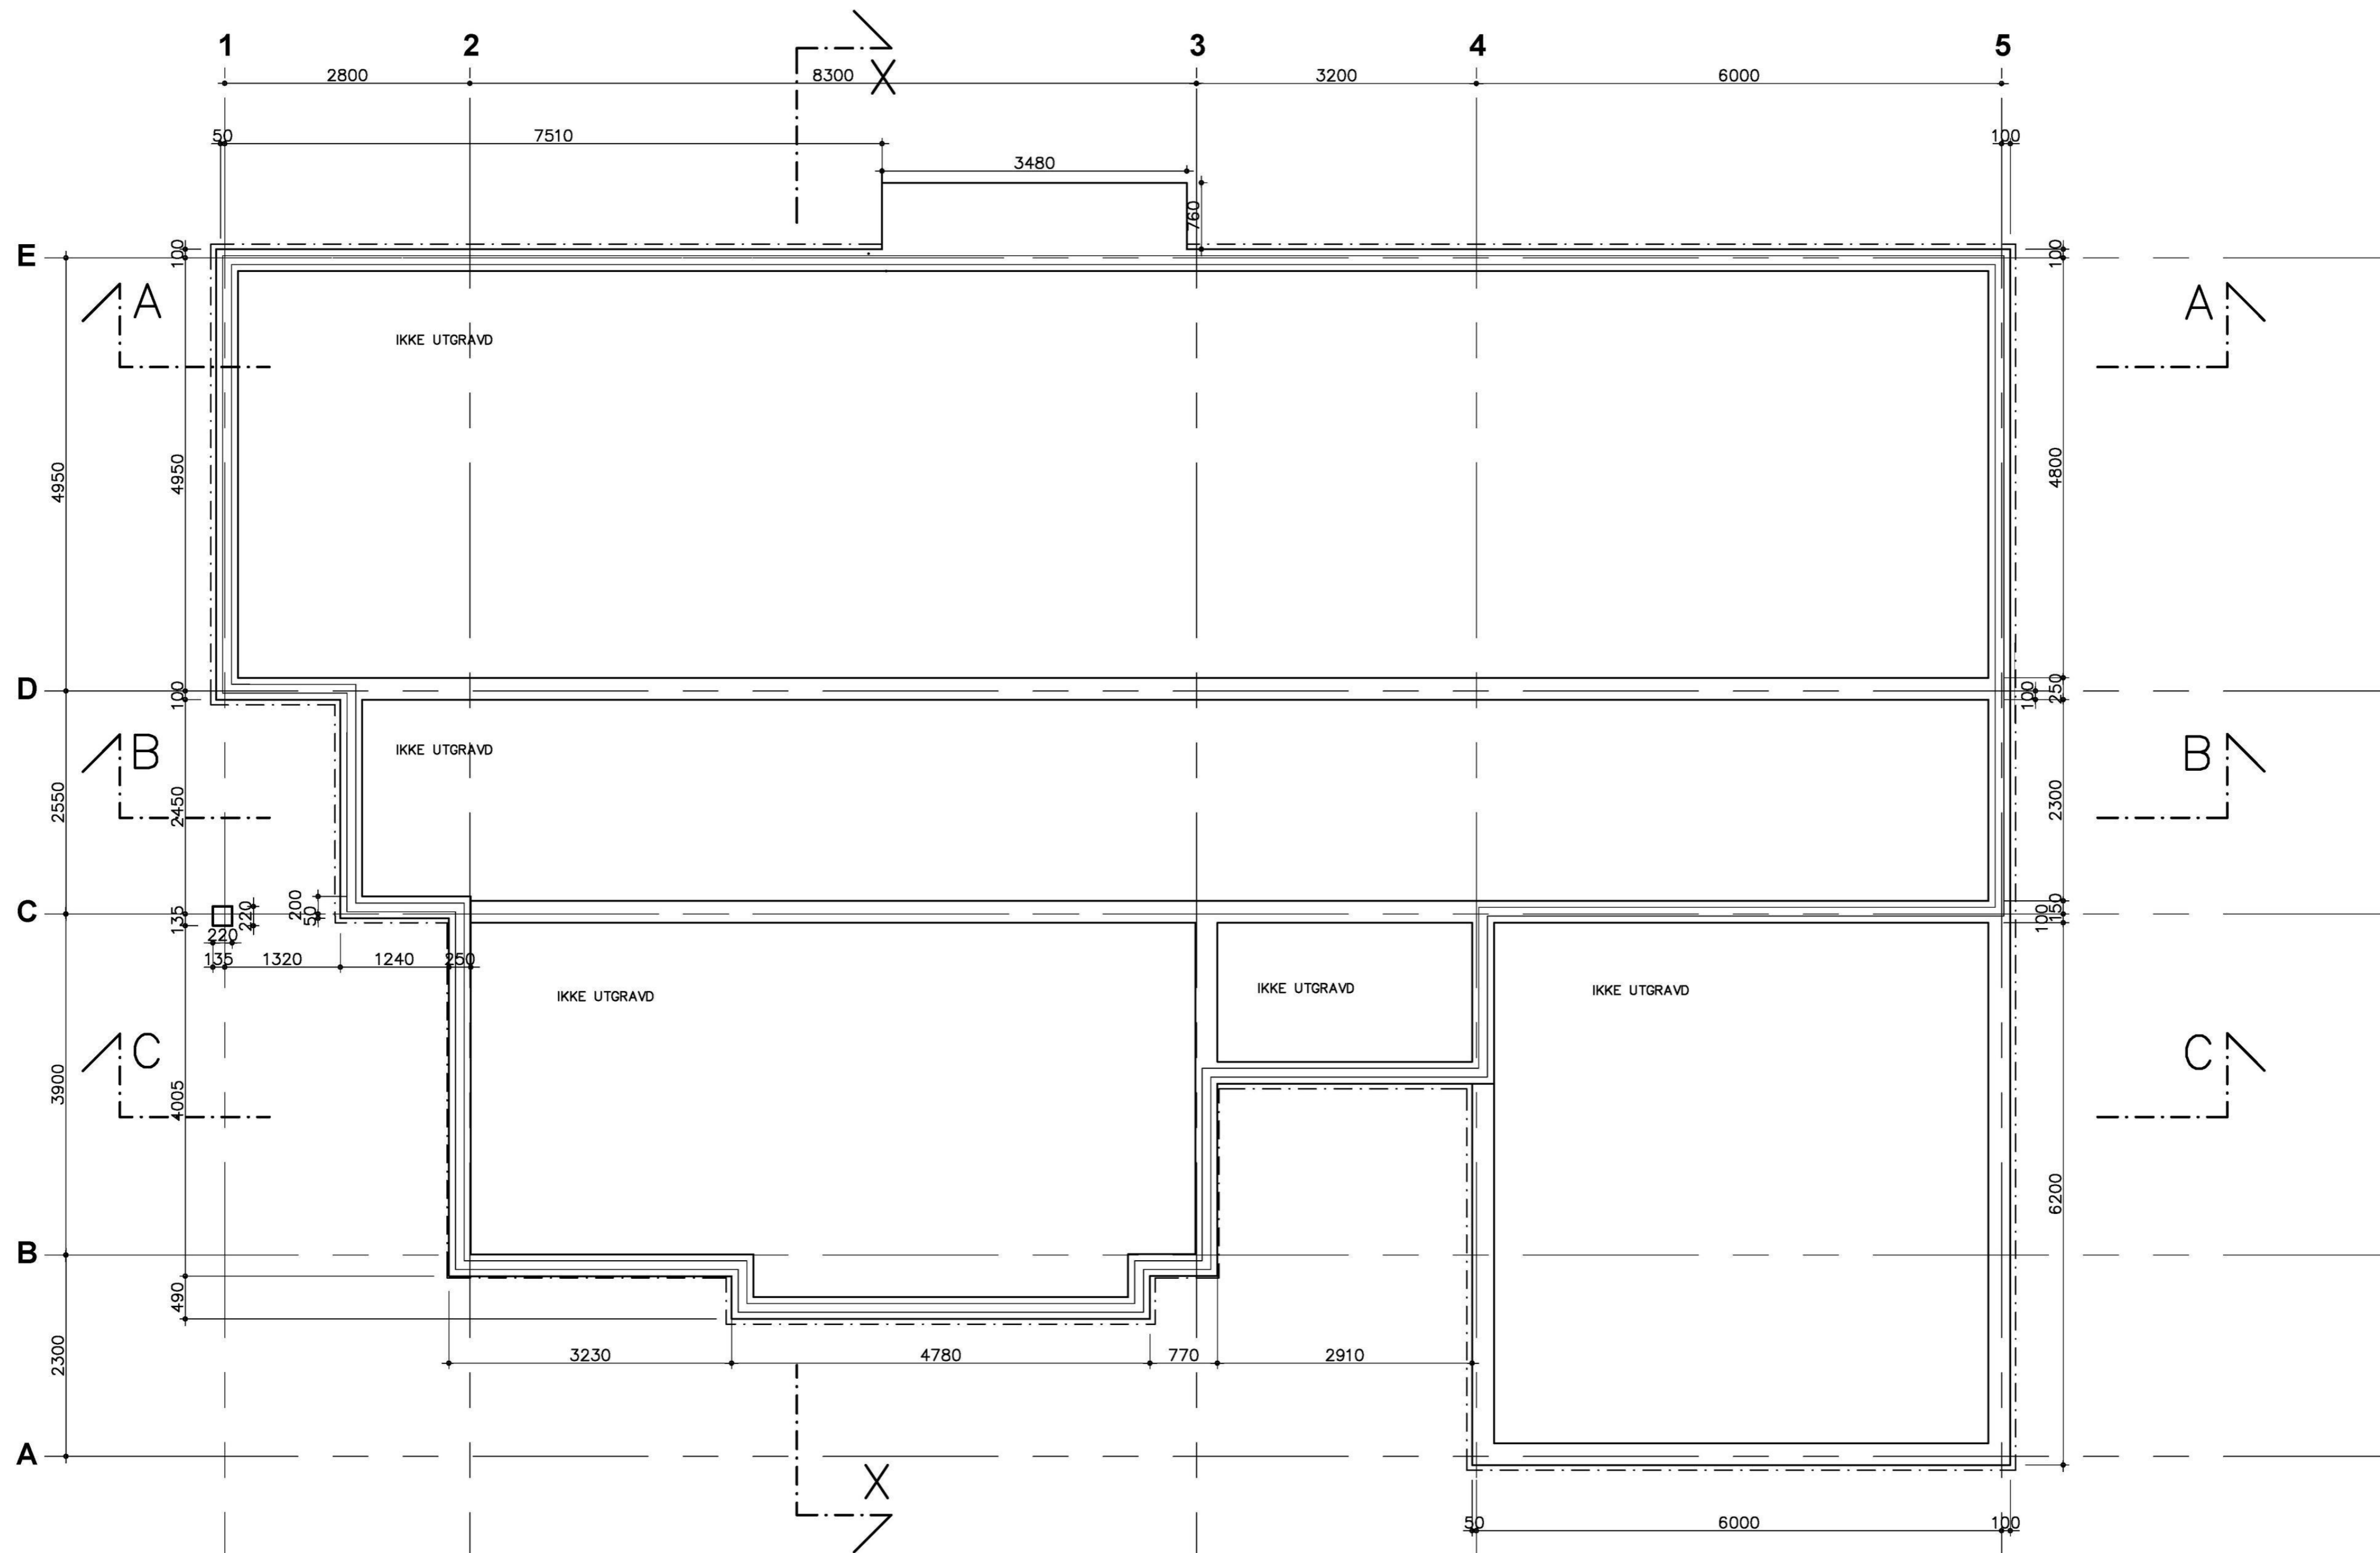 1 2 3 4 5
2800 8300 X 3200 6000
50 7510 3480 100
760
E 100 100
A A
IKKE UTGRAVD
4950 4950 4800
D 100 100 250
B IKKE UTGRAVD B
2550 2450 2300
C 135 220 200 50 100 150
220
135 1320 1240 250
IKKE UTGRAVD IKKE UTGRAVD IKKE UTGRAVD
C C
3900 4005 6200
B
490
2300 3230 4780 770 2910
A
X
50 6000 100